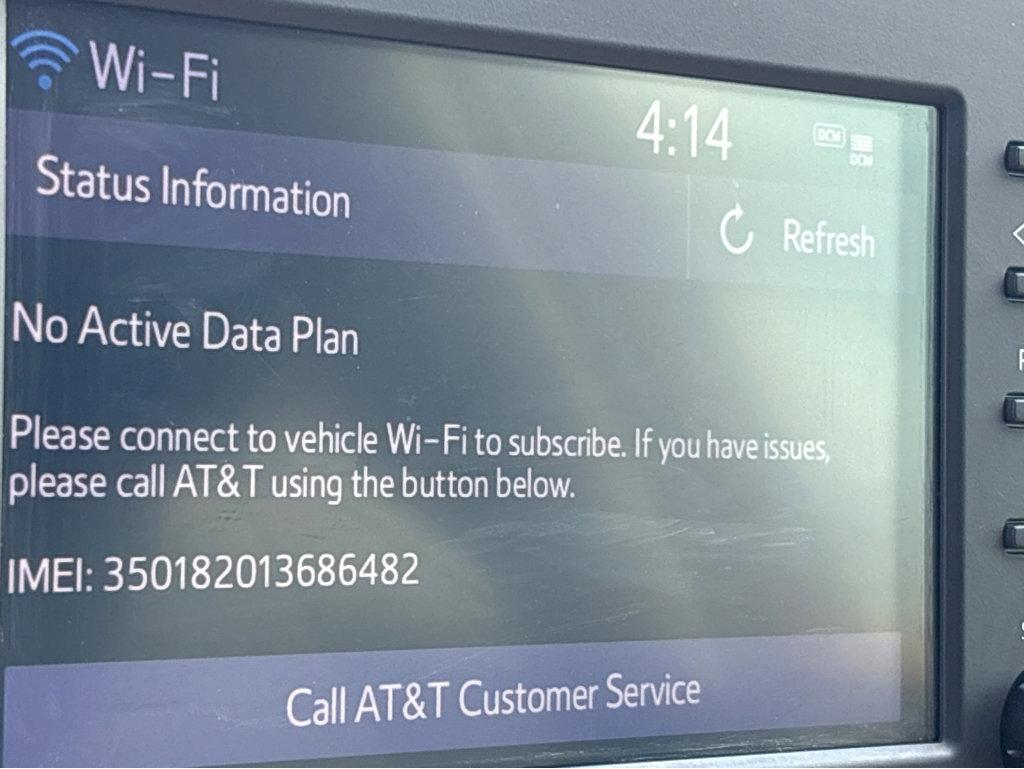 Wi-Fi
4:14
DCM
DCM
Status Information
Refresh
No Active Data Plan
Please connect to vehicle Wi-Fi to subscribe. If you have issues,
please call AT&T using the button below.
IMEI: 350182013686482
Call AT&T Customer Service